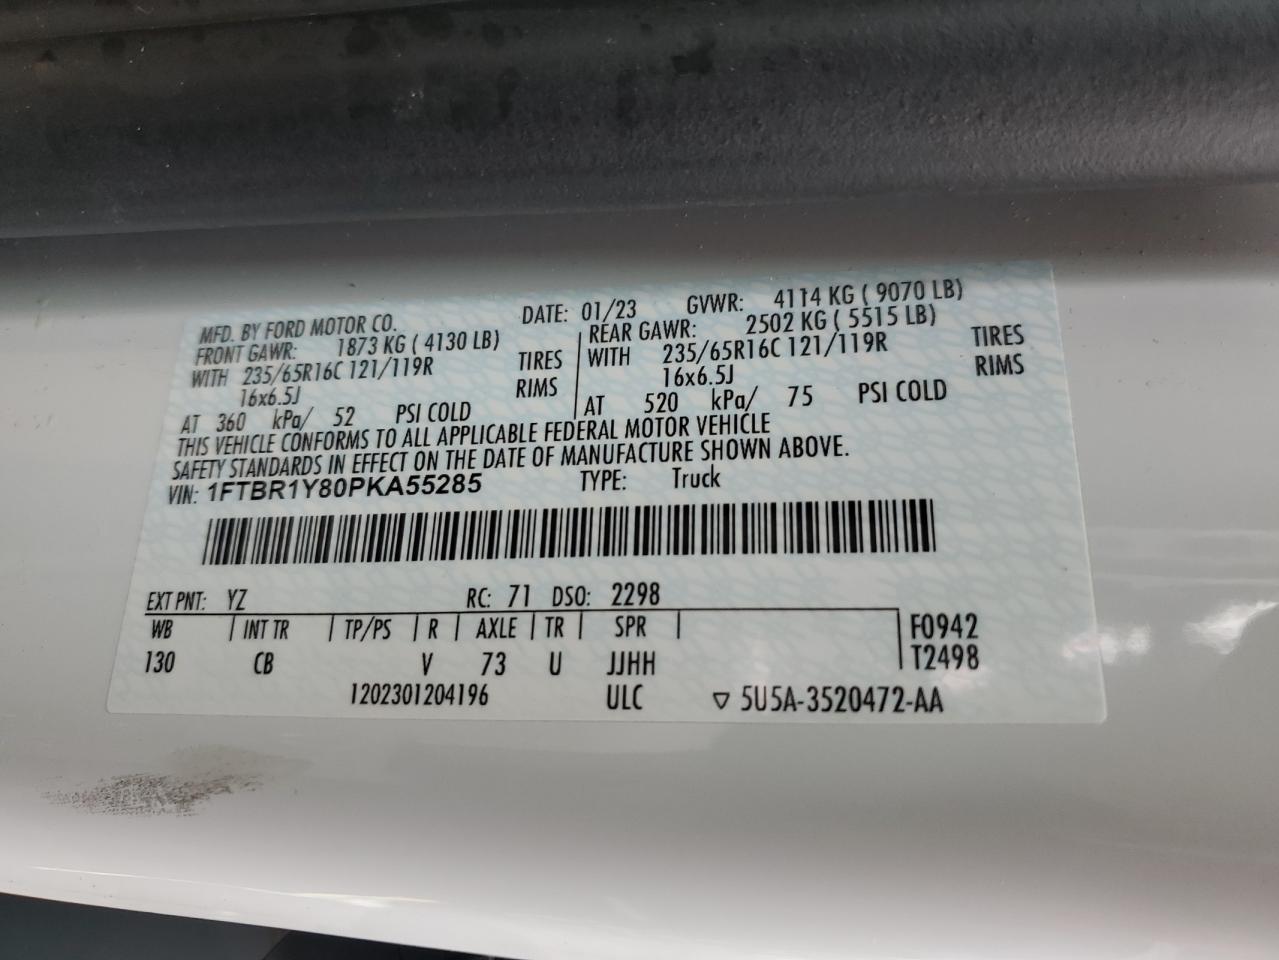 MFD. BY FORD MOTOR CO. DATE: 01/23 GVWR: 4114 KG ( 9070 LB)
FRONT GAWR: 1873 KG ( 4130 LB) REAR GAWR: 2502 KG ( 5515 LB)
WITH 235/65R16C 121/119R TIRES WITH 235/65R16C 121/119R TIRES
16x6.5J RIMS 16x6.5J RIMS
AT 360 kPa/ 52 PSI COLD AT 520 kPa/ 75 PSI COLD
THIS VEHICLE CONFORMS TO ALL APPLICABLE FEDERAL MOTOR VEHICLE
SAFETY STANDARDS IN EFFECT ON THE DATE OF MANUFACTURE SHOWN ABOVE.
VIN: 1FTBR1Y80PKA55285 TYPE: Truck
EXT PNT: YZ RC: 71 DSO: 2298
WB INT TR TP/PS R AXLE TR SPR F0942
130 CB V 73 U JJHH T2498
1202301204196 ULC ▽ 5U5A-3520472-AA